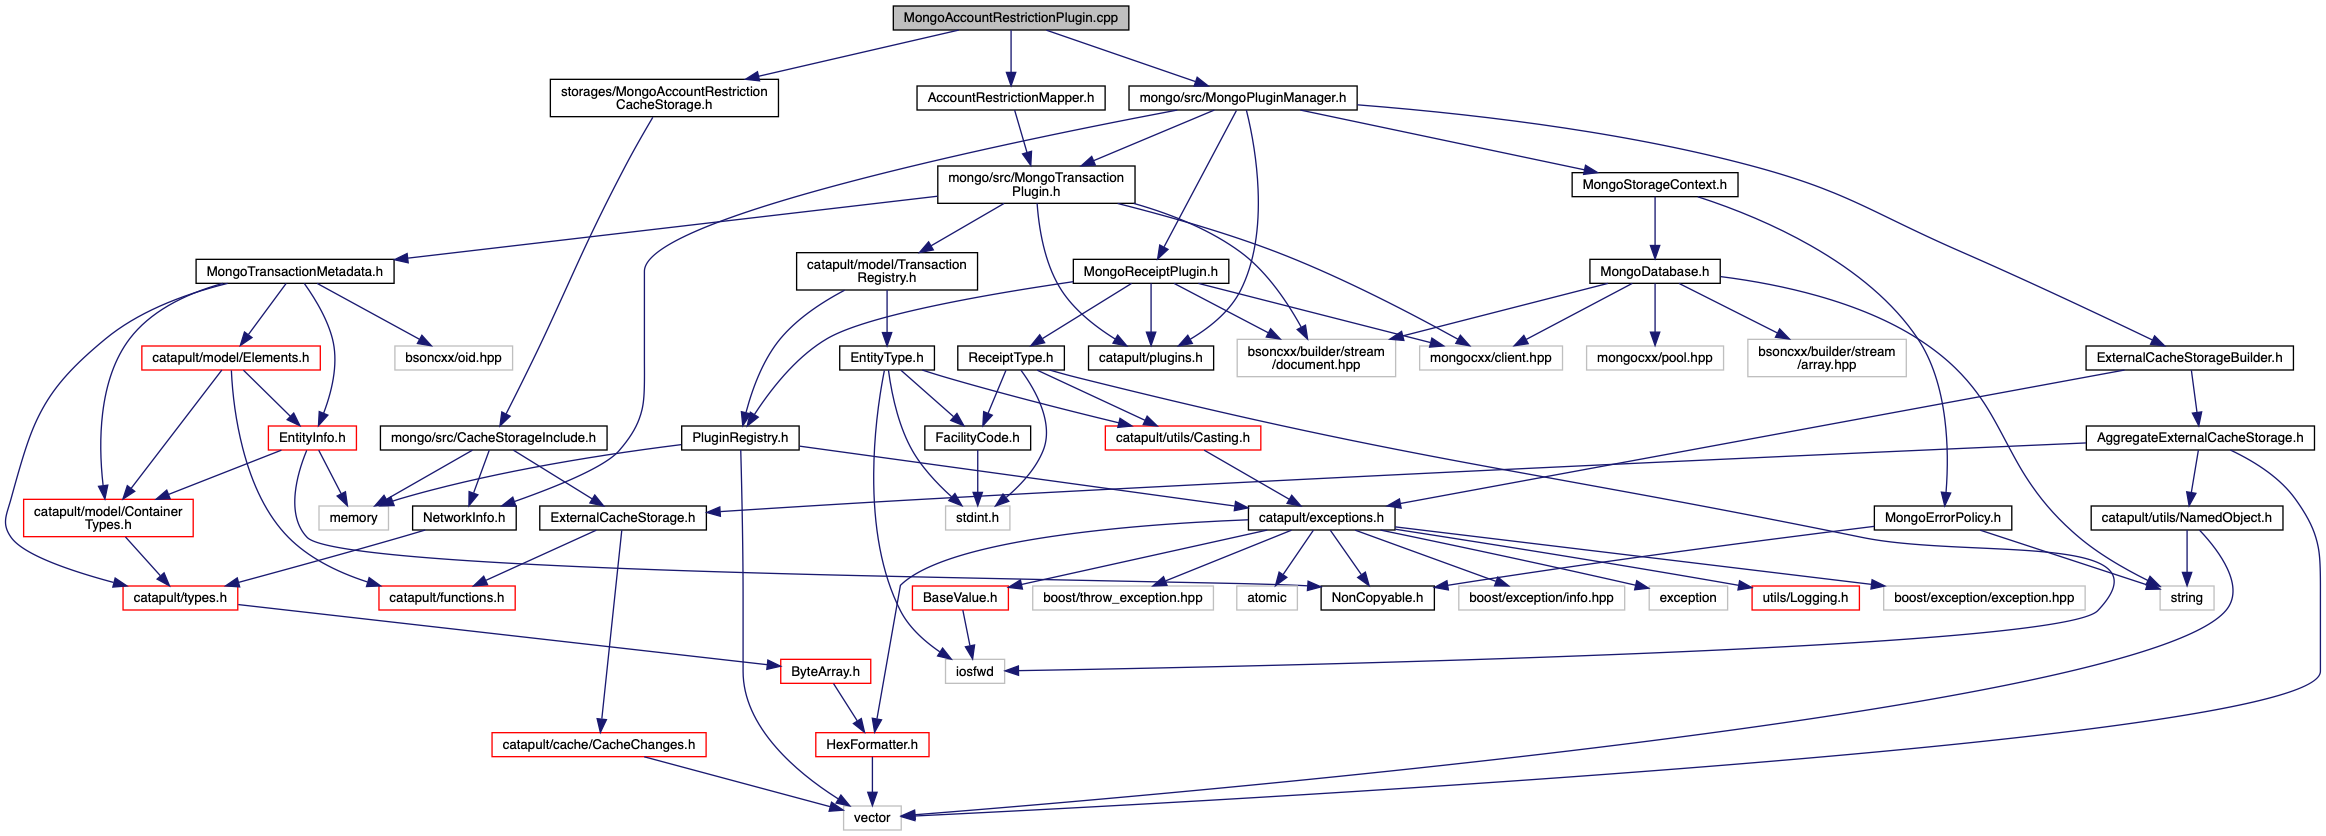 MongoAccountRestrictionPlugin.cpp
storages/MongoAccountRestriction
CacheStorage.h
AccountRestrictionMapper.h
mongo/src/MongoPluginManager.h
mongo/src/MongoTransaction
Plugin.h
MongoStorageContext.h
MongoTransactionMetadata.h
catapult/model/Transaction
Registry.h
MongoReceiptPlugin.h
MongoDatabase.h
catapult/model/Elements.h
bsoncxx/oid.hpp
EntityType.h
ReceiptType.h
catapult/plugins.h
bsoncxx/builder/stream
/document.hpp
mongocxx/client.hpp
mongocxx/pool.hpp
bsoncxx/builder/stream
/array.hpp
ExternalCacheStorageBuilder.h
EntityInfo.h
mongo/src/CacheStorageInclude.h
PluginRegistry.h
FacilityCode.h
catapult/utils/Casting.h
AggregateExternalCacheStorage.h
catapult/model/Container
Types.h
memory
NetworkInfo.h
ExternalCacheStorage.h
stdint.h
catapult/exceptions.h
MongoErrorPolicy.h
catapult/utils/NamedObject.h
catapult/types.h
catapult/functions.h
BaseValue.h
boost/throw_exception.hpp
atomic
NonCopyable.h
boost/exception/info.hpp
exception
utils/Logging.h
boost/exception/exception.hpp
string
ByteArray.h
iosfwd
catapult/cache/CacheChanges.h
HexFormatter.h
vector